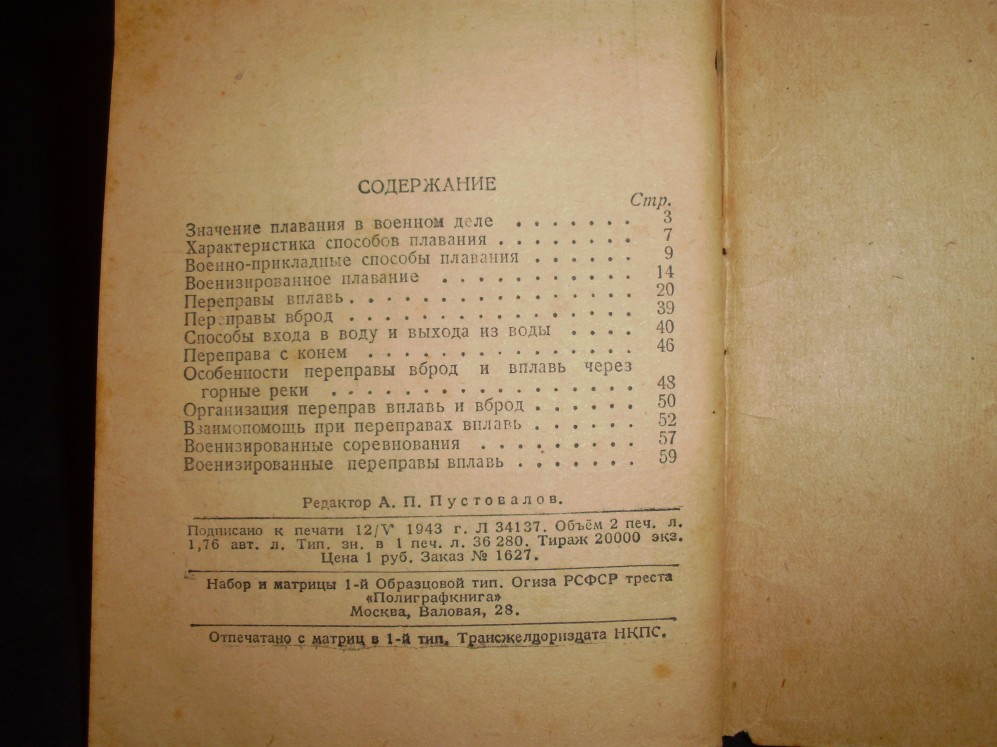 СОДЕРЖАНИЕ
Стр.
Значение плавания в военном деле . . . . . . . 3
Характеристика способов плавания . . . . . . . . 7
Военно-прикладные способы плавания . . . . . . 9
Военизированное плавание . . . . . . . . . . . 14
Переправы вплавь . . . . . . . . . . . . . . . . 20
Переправы вброд . . . . . . . . . . . . . . . . 39
Способы входа в воду и выхода из воды . . . . 40
Переправа с конем . . . . . . . . . . . . . . . 46
Особенности переправы вброд и вплавь через
горные реки . . . . . . . . . . . . . . . . . 48
Организация переправ вплавь и вброд . . . . . . 50
Взаимопомощь при переправах вплавь . . . . . . 52
Военизированные соревнования . . . . . . . . . 57
Военизированные переправы вплавь . . . . . . . 59
Редактор А. П. Пустовалов.
Подписано к печати 12/V 1943 г. Л 34137. Объём 2 печ. л.
1,76 авт. л. Тип. зн. в 1 печ. л. 36 280. Тираж 20000 экз.
Цена 1 руб. Заказ № 1627.
Набор и матрицы 1-й Образцовой тип. Огиза РСФСР треста
«Полиграфкнига»
Москва, Валовая, 28.
Отпечатано с матриц в 1-й тип. Трансжелдориздата НКПС.